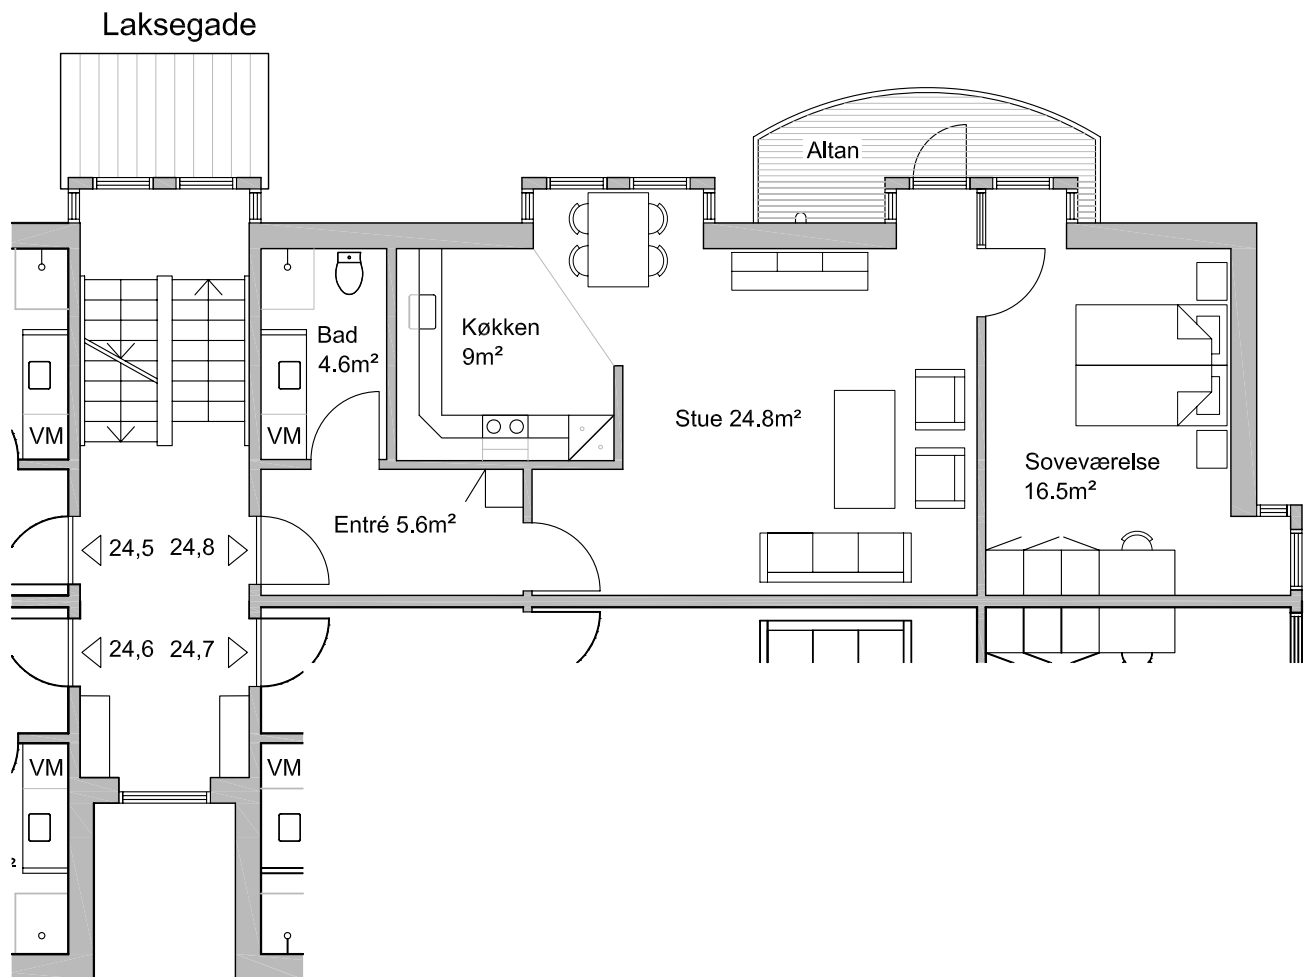 Laksegade
Altan
Bad
4.6m²
Køkken
9m²
Stue 24.8m²
Soveværelse
16.5m²
VM
VM
Entré 5.6m²
24,5 24,8
24,6 24,7
VM
VM
²